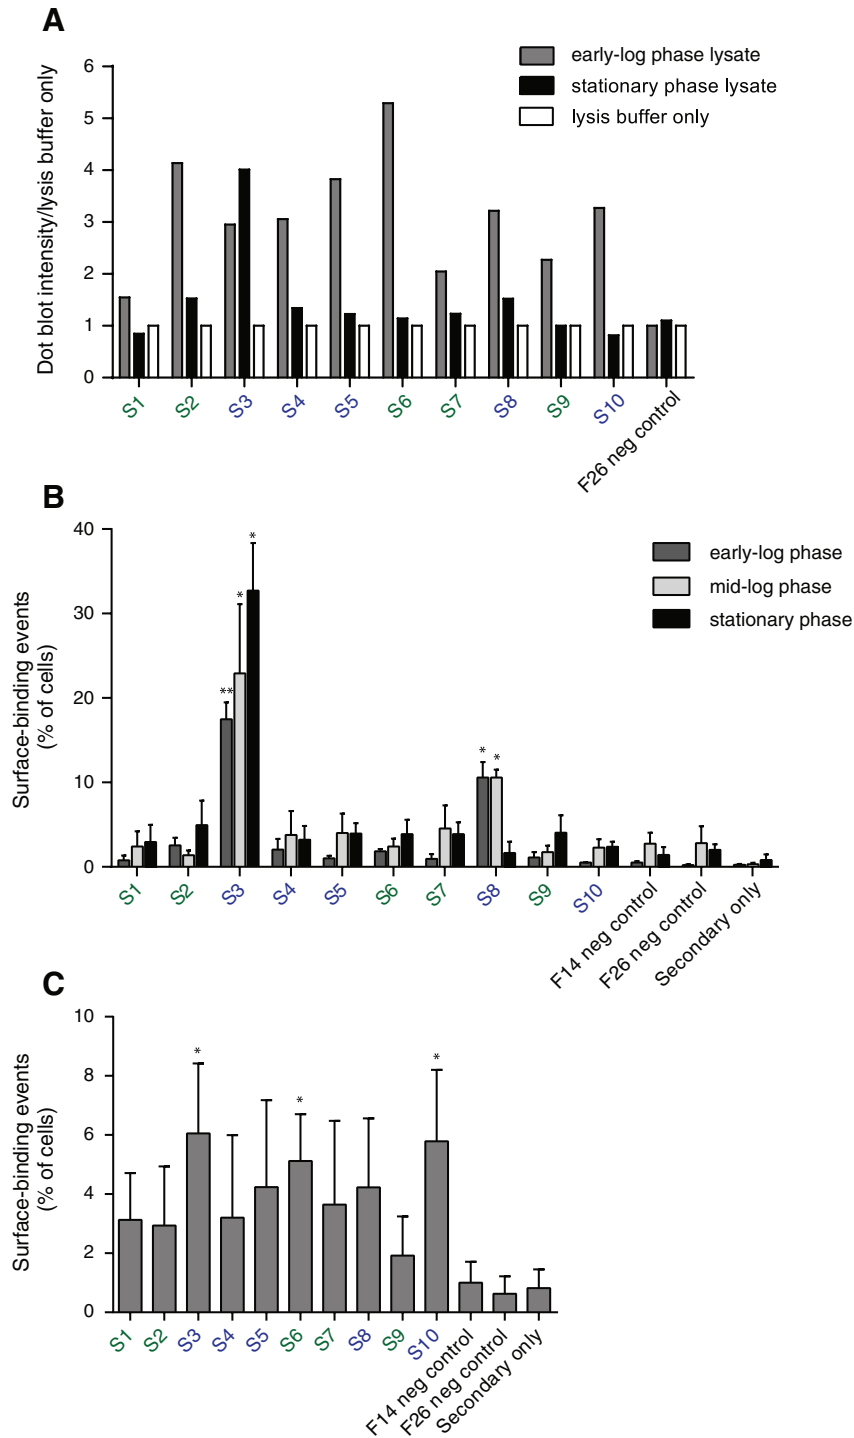 A
early-log phase lysate
stationary phase lysate
lysis buffer only
Dot blot intensity/lysis buffer only
6
5
4
3
2
1
0
S1 S2 S3 S4 S5 S6 S7 S8 S9 S10 F26 neg control
B
early-log phase
mid-log phase
stationary phase
Surface-binding events
(% of cells)
40
30
20
10
0
*
*
**
* *
S1 S2 S3 S4 S5 S6 S7 S8 S9 S10 F14 neg control F26 neg control Secondary only
C
Surface-binding events
(% of cells)
10
8
6
4
2
0
* * *
S1 S2 S3 S4 S5 S6 S7 S8 S9 S10 F14 neg control F26 neg control Secondary only